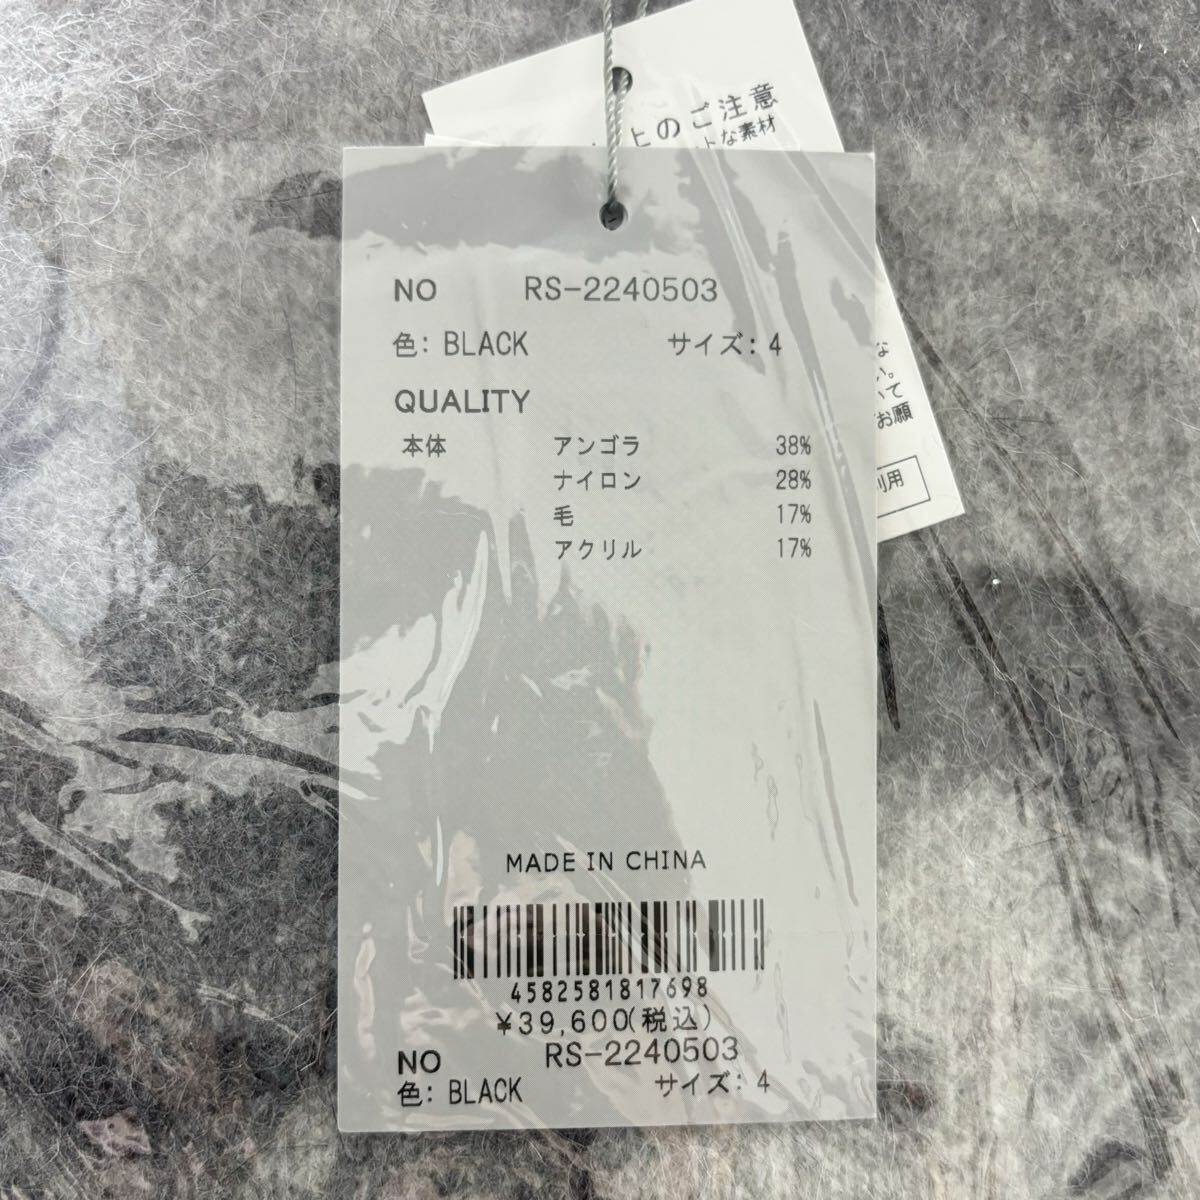 上のご注意
な素材
NO RS-2240503
色: BLACK サイズ: 4
な
い。
いて
お願
QUALITY
本体 アンゴラ 38%
ナイロン 28%
用
毛 17%
アクリル 17%
MADE IN CHINA
4582581817698
¥39,600(税込)
NO RS-2240503
色: BLACK サイズ: 4